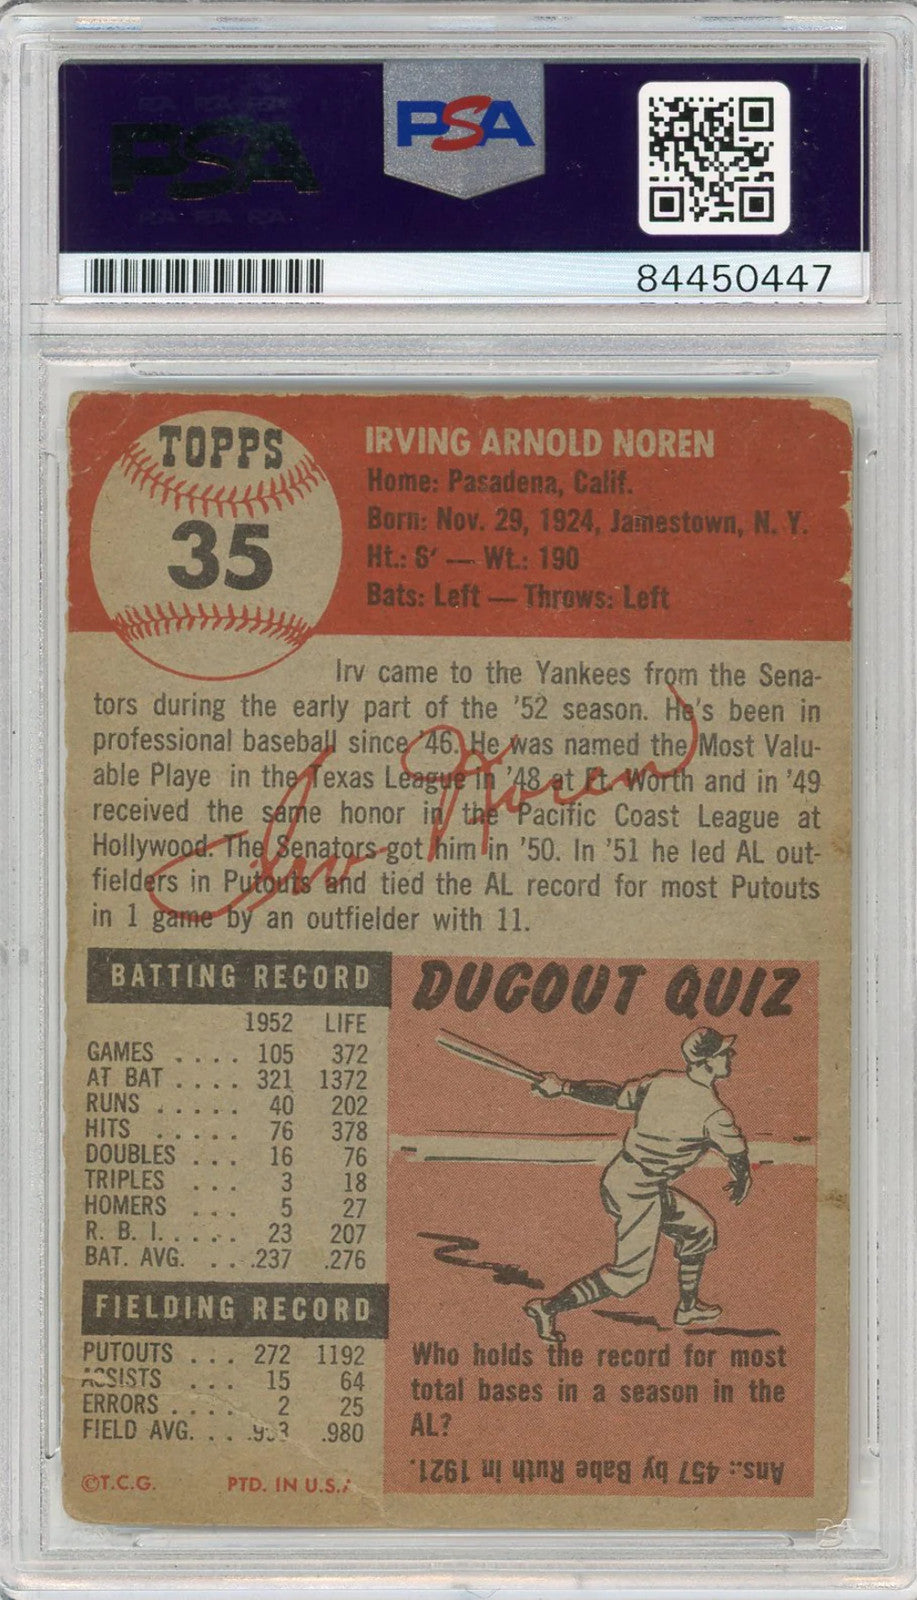 PSA
PSA
84450447
TOPPS
35
IRVING ARNOLD NOREN
Home: Pasadena, Calif.
Born: Nov. 29, 1924, Jamestown, N. Y.
Ht.: 6' — Wt.: 190
Bats: Left — Throws: Left
Irv came to the Yankees from the Sena-
tors during the early part of the '52 season. He's been in
professional baseball since '46. He was named the Most Valu-
able Playe in the Texas League in '48 at Ft. Worth and in '49
received the same honor in the Pacific Coast League at
Hollywood. The Senators got him in '50. In '51 he led AL out-
fielders in Putouts and tied the AL record for most Putouts
in 1 game by an outfielder with 11.
Irv Noren
BATTING RECORD
1952 LIFE
GAMES .... 105 372
AT BAT .... 321 1372
RUNS ..... 40 202
HITS ..... 76 378
DOUBLES ... 16 76
TRIPLES ... 3 18
HOMERS ... 5 27
R. B. I. .... 23 207
BAT. AVG. ... .237 .276
FIELDING RECORD
PUTOUTS ... 272 1192
ASSISTS ... 15 64
ERRORS .... 2 25
FIELD AVG. ... .993 .980
©T.C.G. PTD. IN U.S.A
DUGOUT QUIZ
Who holds the record for most
total bases in a season in the
AL?
Ans.: 457 by Babe Ruth in 1921.